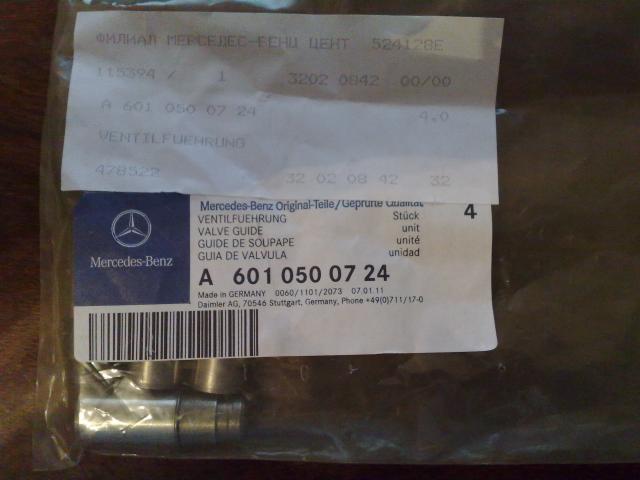 ФИЛИАЛ МЕРСЕДЕС-БЕНЦ ЦЕНТ 524128E
115394 / 1 3202 0842 00/00
A 601 050 07 24 4,0
VENTILFUEHRUNG
478522 32 02 08 42 32
Mercedes-Benz Original-Teile/Geprüfte Qualität 4
VENTILFUEHRUNG Stück
VALVE GUIDE unit
GUIDE DE SOUPAPE unité
GUIA DE VALVULA unidad
Mercedes-Benz
A 601 050 07 24
Made in GERMANY 0060/1101/2073 07.01.11
Daimler AG, 70546 Stuttgart, Germany, Phone +49(0)711/17-0